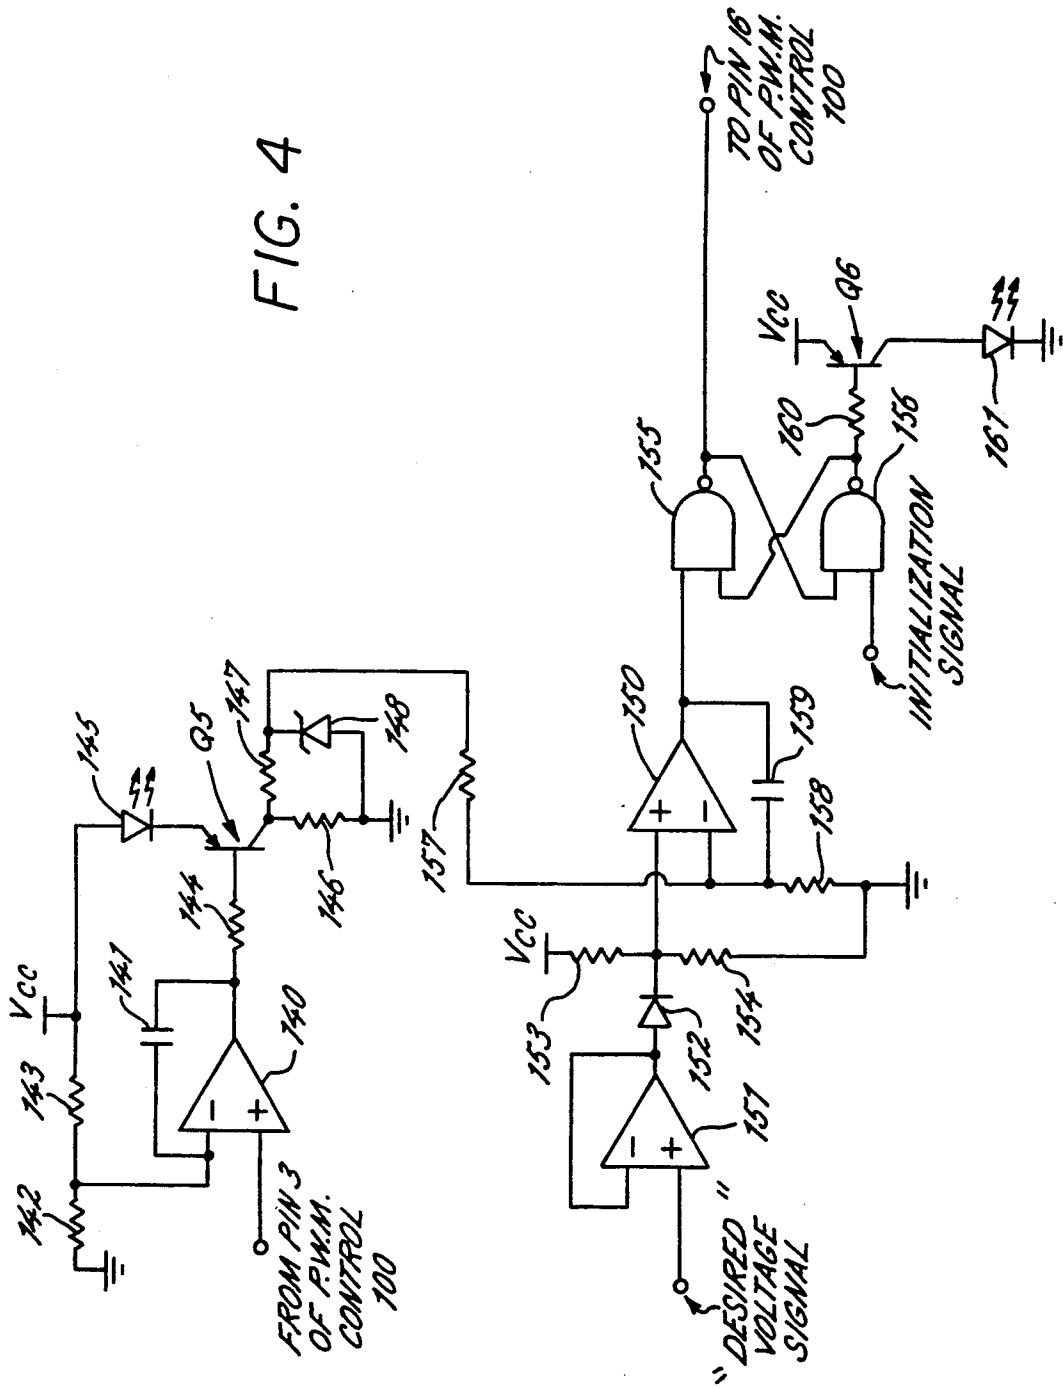 FIG. 4
VCC
142
143
141
145
144
Q5
147
140
146
148
FROM PIN 3
OF P.W.M.
CONTROL
100
157
VCC
153
150
155
TO PIN 16
OF P.W.M.
CONTROL
100
151
152
154
158
159
"DESIRED"
VOLTAGE
SIGNAL
INITIALIZATION
SIGNAL
156
160
VCC
Q6
161
−
+
−
+
+
−